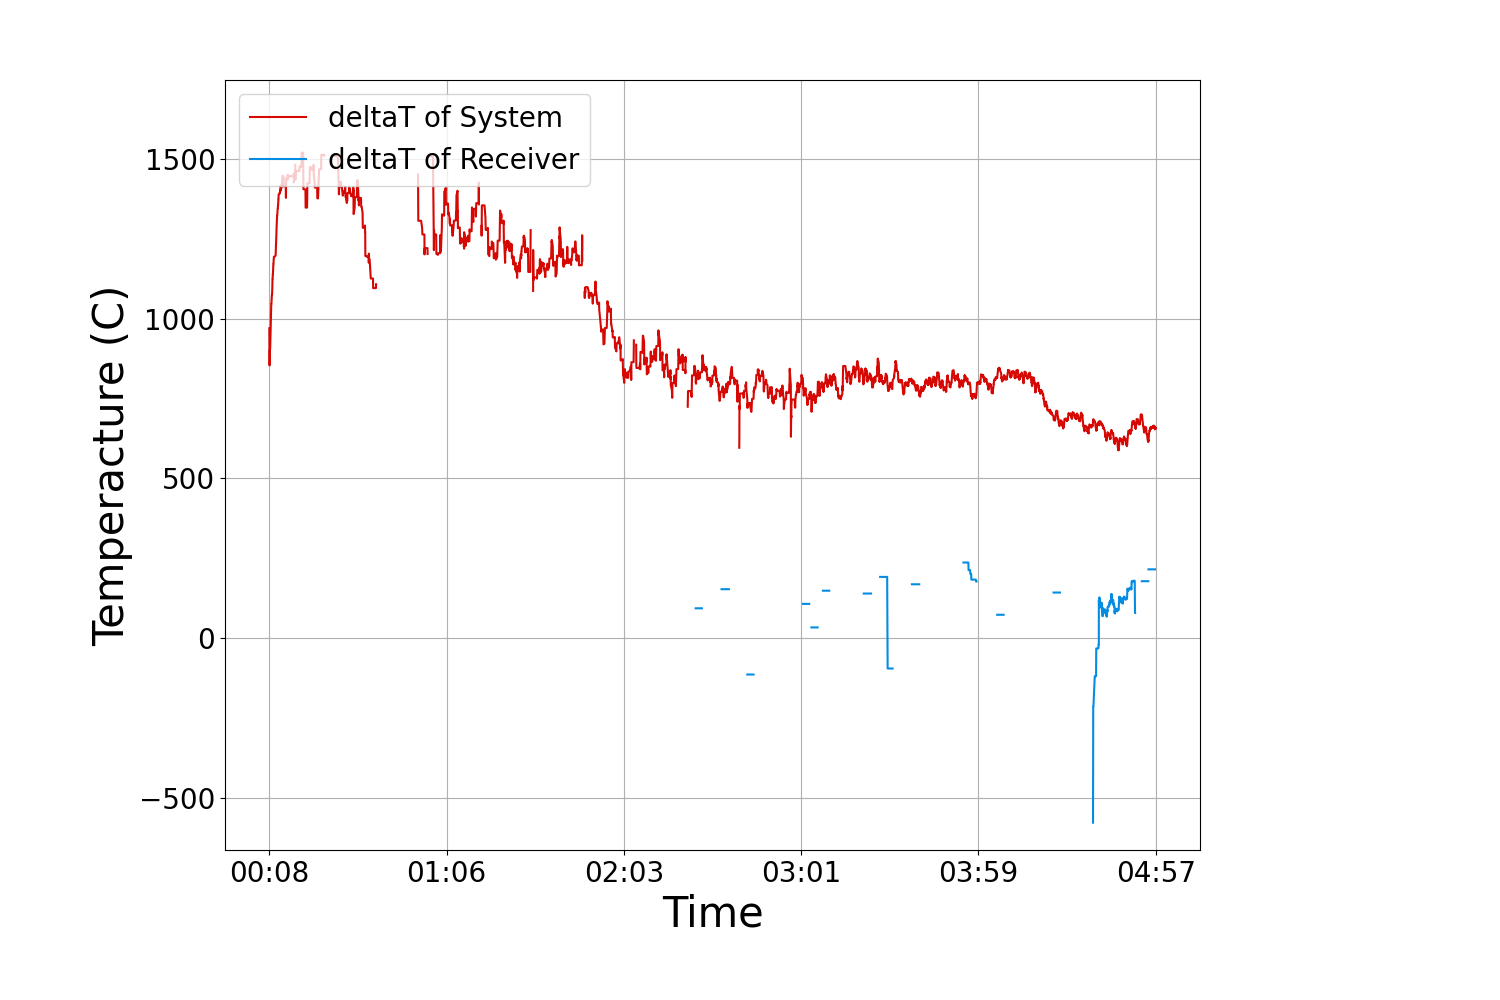 deltaT of System
deltaT of Receiver
1500
1000
500
0
−500
Temperacture (C)
00:08 01:06 02:03 03:01 03:59 04:57
Time